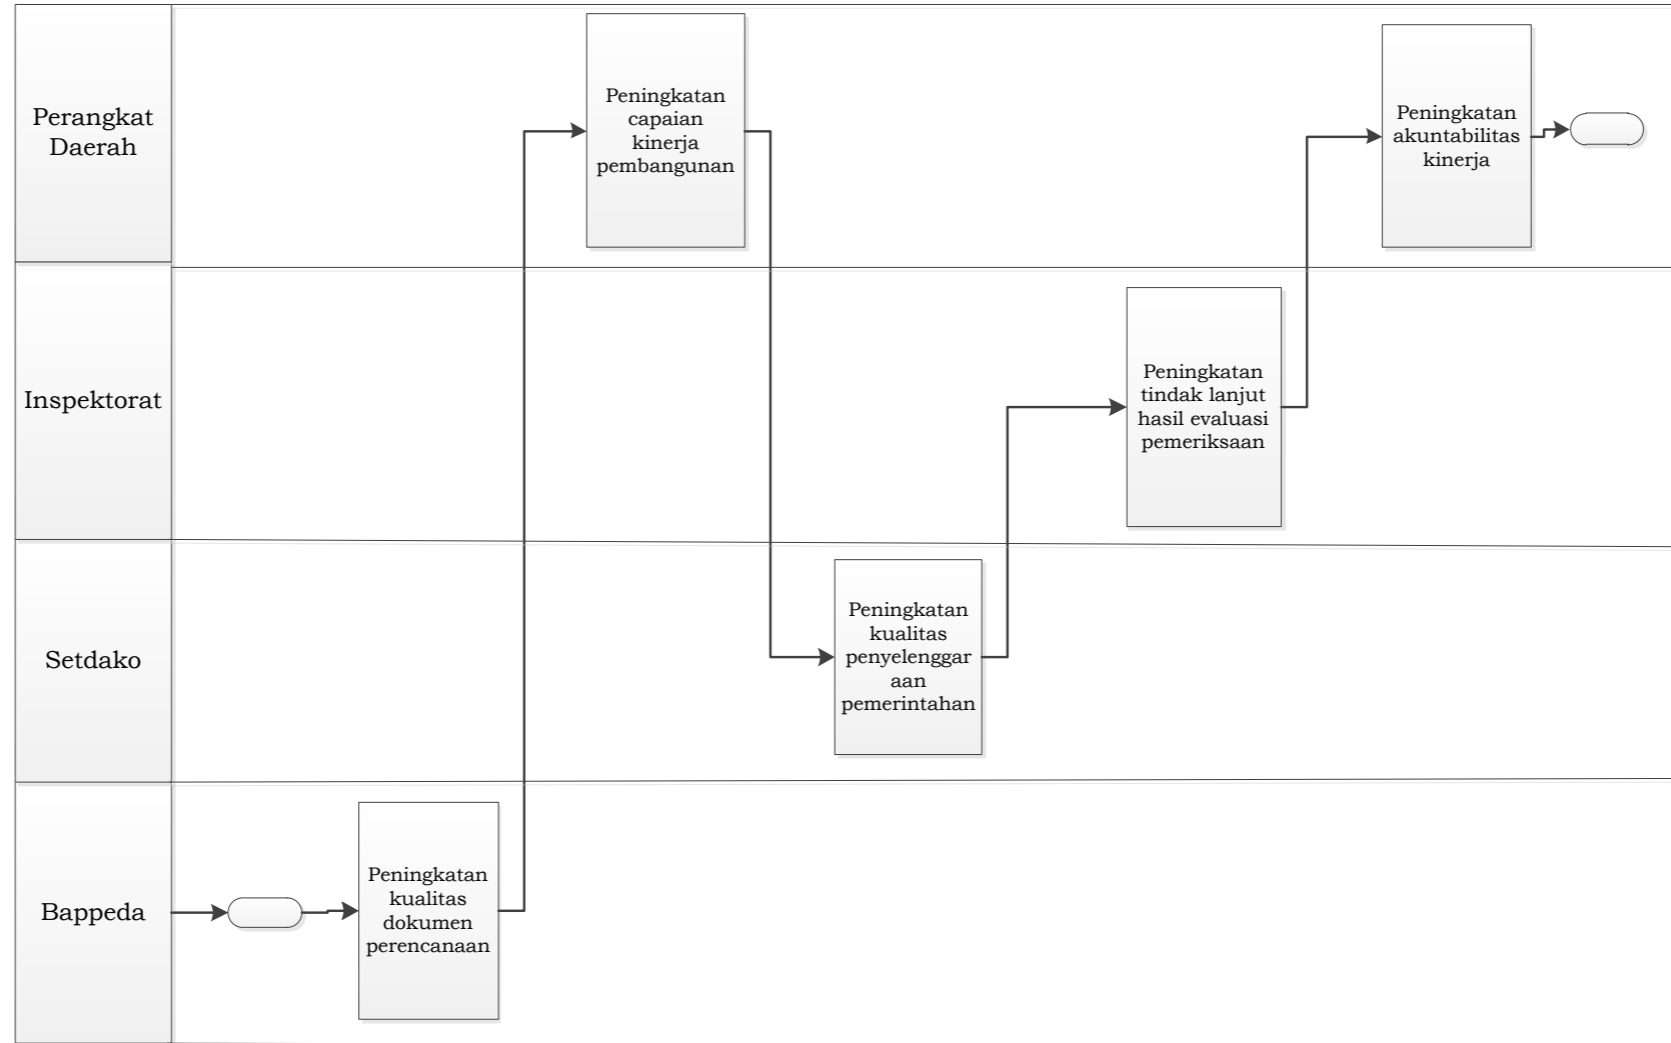 Perangkat
Daerah
Peningkatan
capaian
kinerja
pembangunan
Peningkatan
akuntabilitas
kinerja
Inspektorat
Peningkatan
tindak lanjut
hasil evaluasi
pemeriksaan
Setdako
Peningkatan
kualitas
penyelenggar
aan
pemerintahan
Bappeda
Peningkatan
kualitas
dokumen
perencanaan